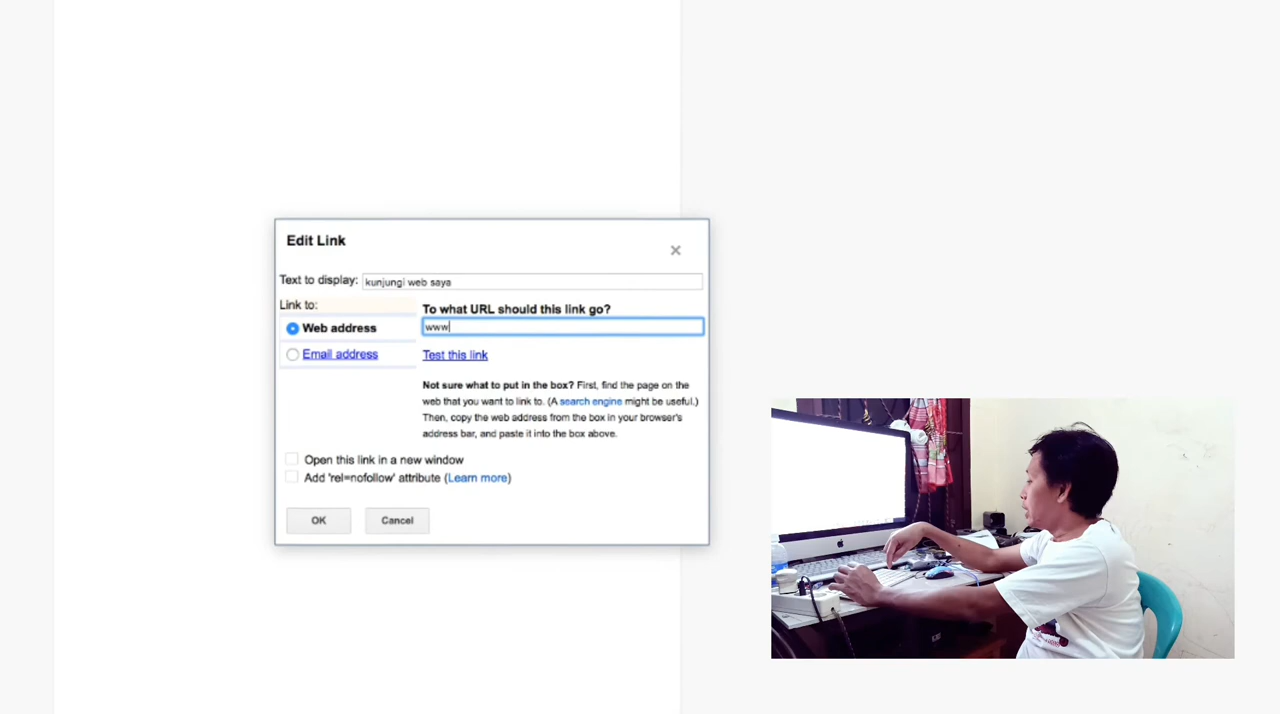 Edit Link
Text to display: kunjungi web saya
Link to:
To what URL should this link go?
Web address
www
Email address
Test this link
Not sure what to put in the box? First, find the page on the
web that you want to link to. (A search engine might be useful.)
Then, copy the web address from the box in your browser's
address bar, and paste it into the box above.
Open this link in a new window
Add 'rel=nofollow' attribute (Learn more)
OK
Cancel